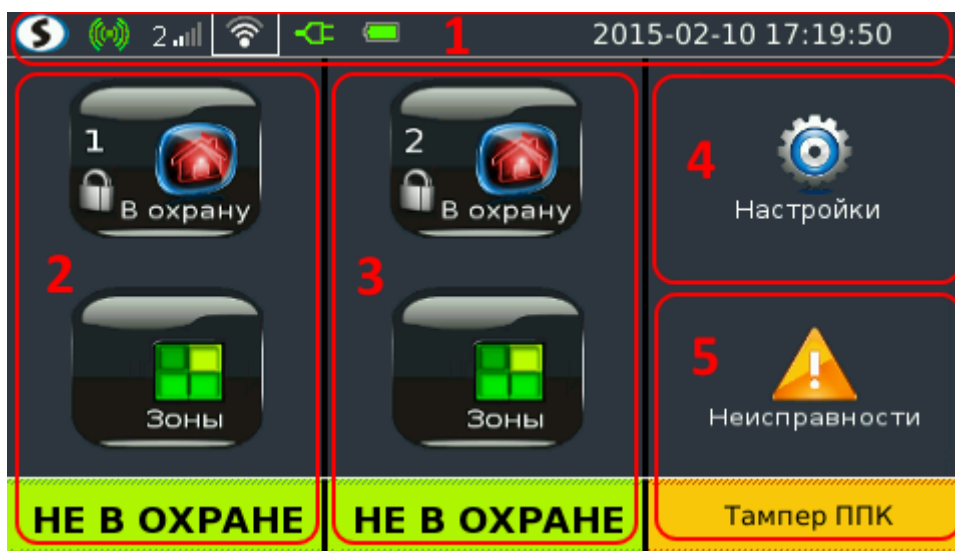 S 2 1 2015-02-10 17:19:50
1 2 4
В охрану В охрану Настройки
2 3 5
Зоны Зоны Неисправности
НЕ В ОХРАНЕ НЕ В ОХРАНЕ Тампер ППК